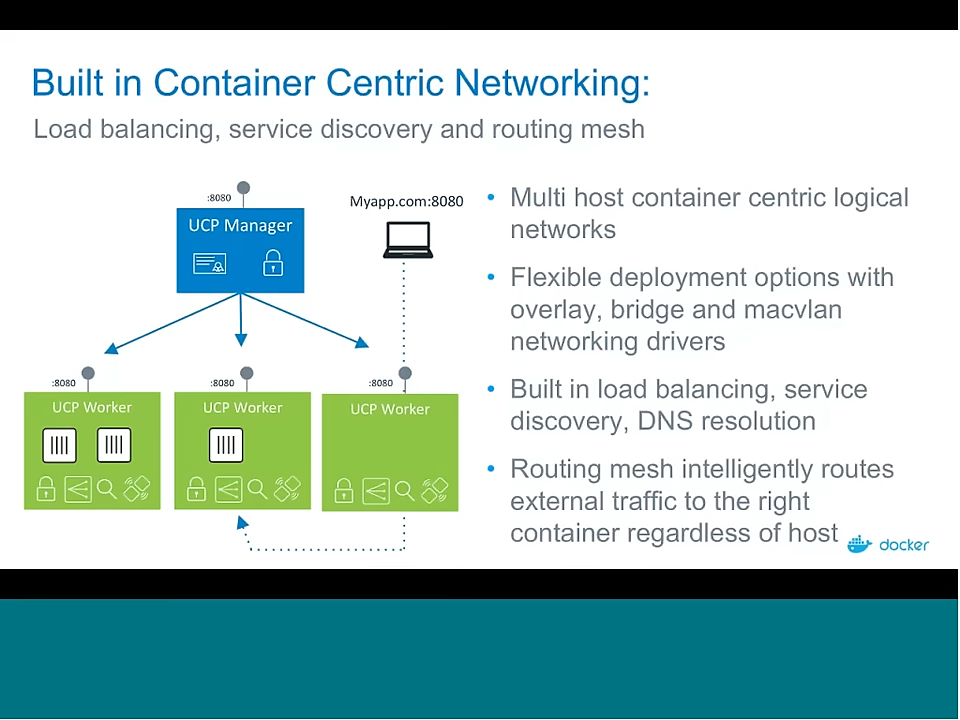 Built in Container Centric Networking:
Load balancing, service discovery and routing mesh
:8080
UCP Manager
Myapp.com:8080
:8080
UCP Worker
:8080
UCP Worker
:8080
UCP Worker
• Multi host container centric logical
networks
• Flexible deployment options with
overlay, bridge and macvlan
networking drivers
• Built in load balancing, service
discovery, DNS resolution
• Routing mesh intelligently routes
external traffic to the right
container regardless of host
docker